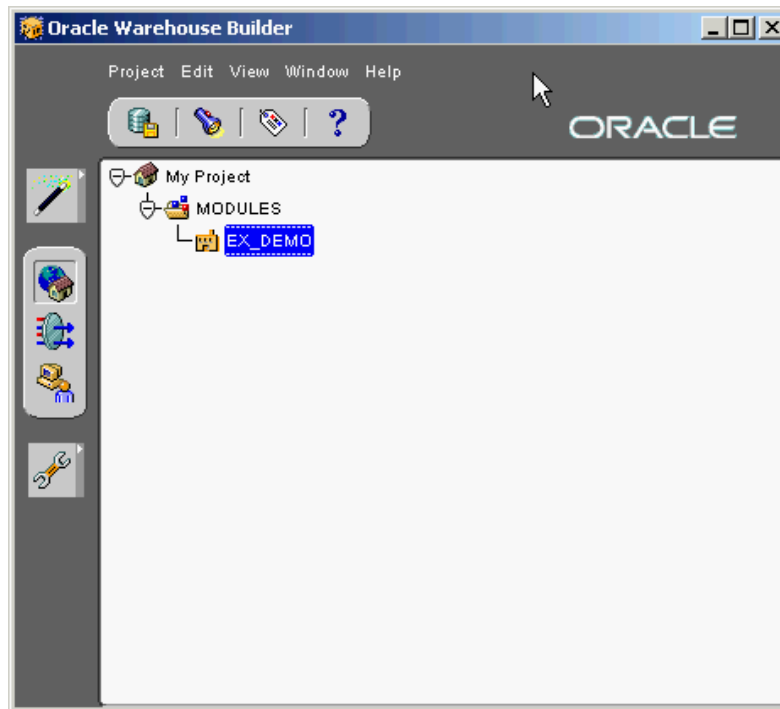 Oracle Warehouse Builder
Project Edit View Window Help
ORACLE
My Project
MODULES
EX_DEMO